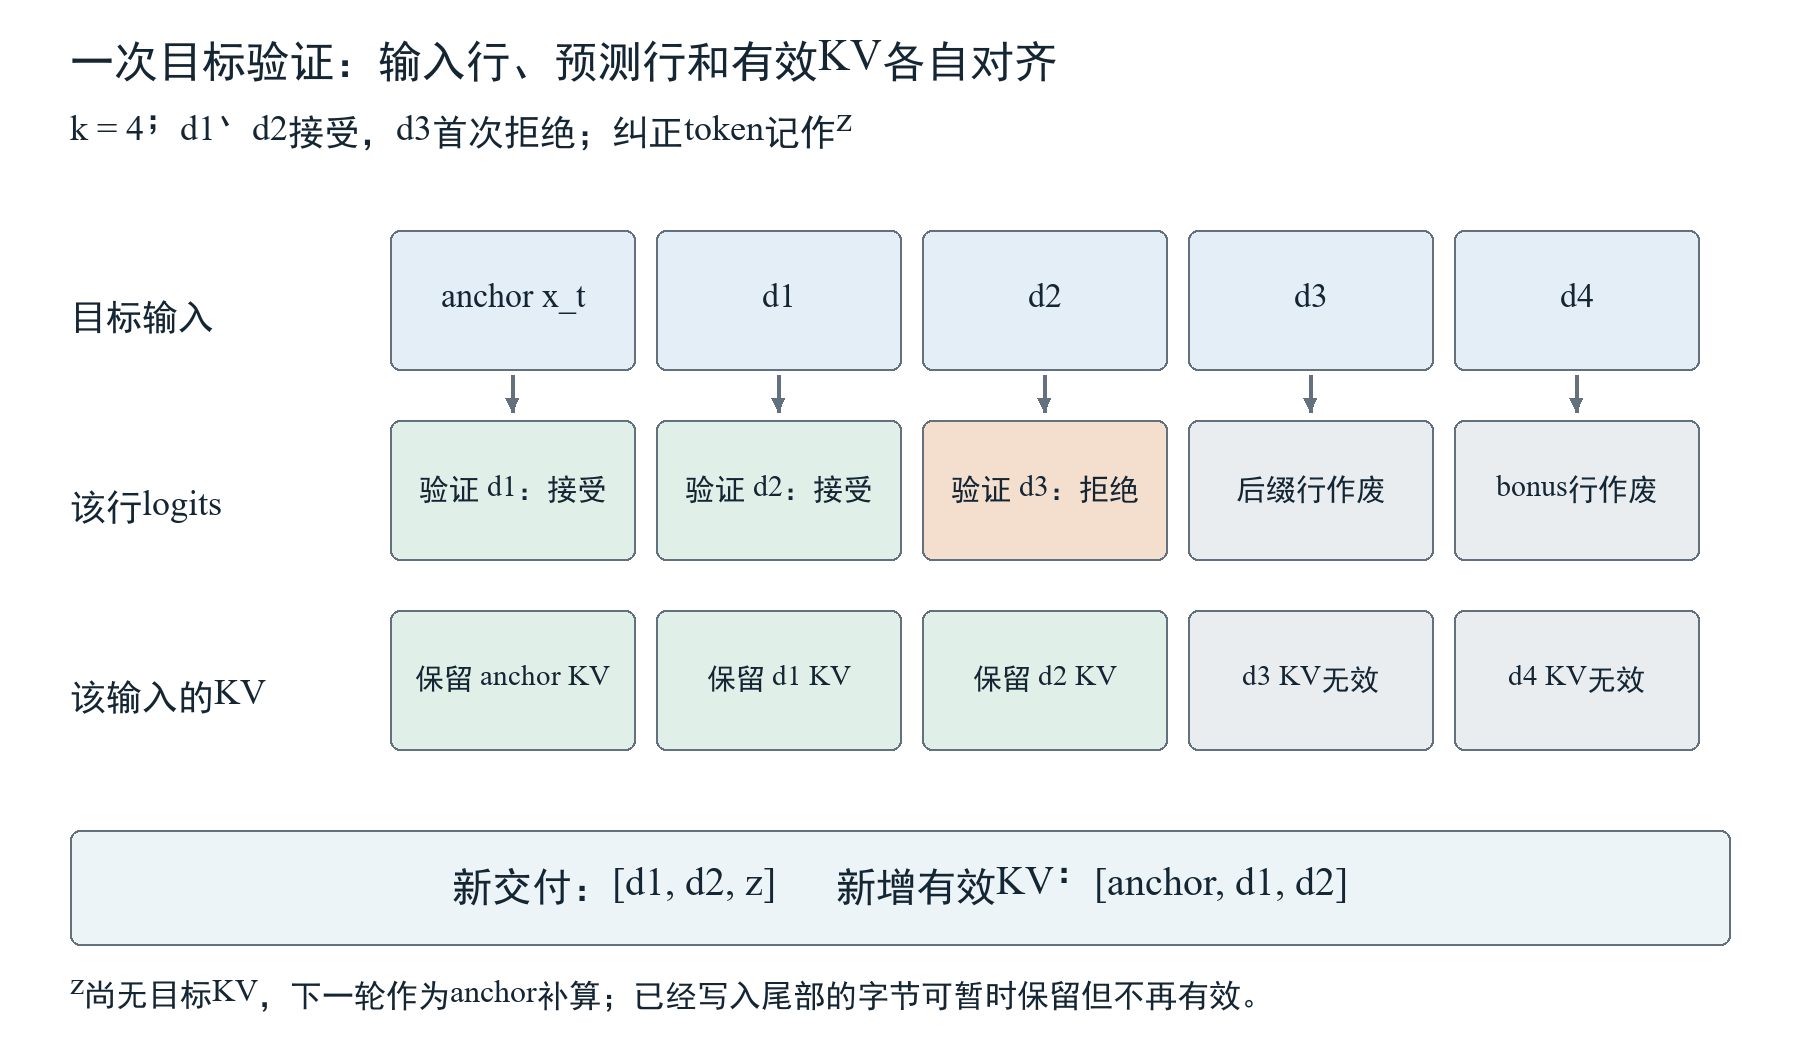 一次目标验证：输入行、预测行和有效KV各自对齐
k = 4；d1、d2接受，d3首次拒绝；纠正token记作z
目标输入
anchor x_t
d1
d2
d3
d4
该行logits
验证 d1：接受
验证 d2：接受
验证 d3：拒绝
后缀行作废
bonus行作废
该输入的KV
保留 anchor KV
保留 d1 KV
保留 d2 KV
d3 KV无效
d4 KV无效
新交付：[d1, d2, z] 新增有效KV：[anchor, d1, d2]
z尚无目标KV，下一轮作为anchor补算；已经写入尾部的字节可暂时保留但不再有效。